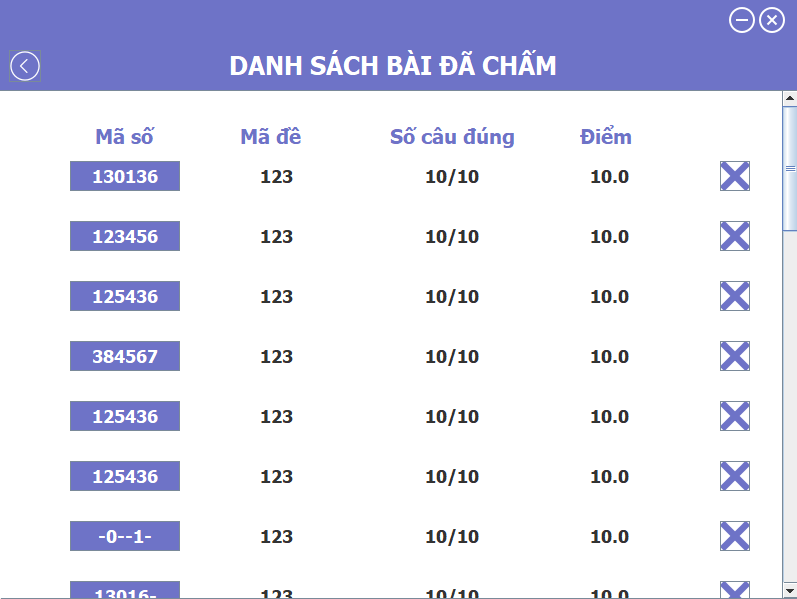 DANH SÁCH BÀI ĐÃ CHẤM
Mã số Mã đề Số câu đúng Điểm
130136 123 10/10 10.0
123456 123 10/10 10.0
125436 123 10/10 10.0
384567 123 10/10 10.0
125436 123 10/10 10.0
125436 123 10/10 10.0
-0--1- 123 10/10 10.0
13016- 123 10/10 10.0